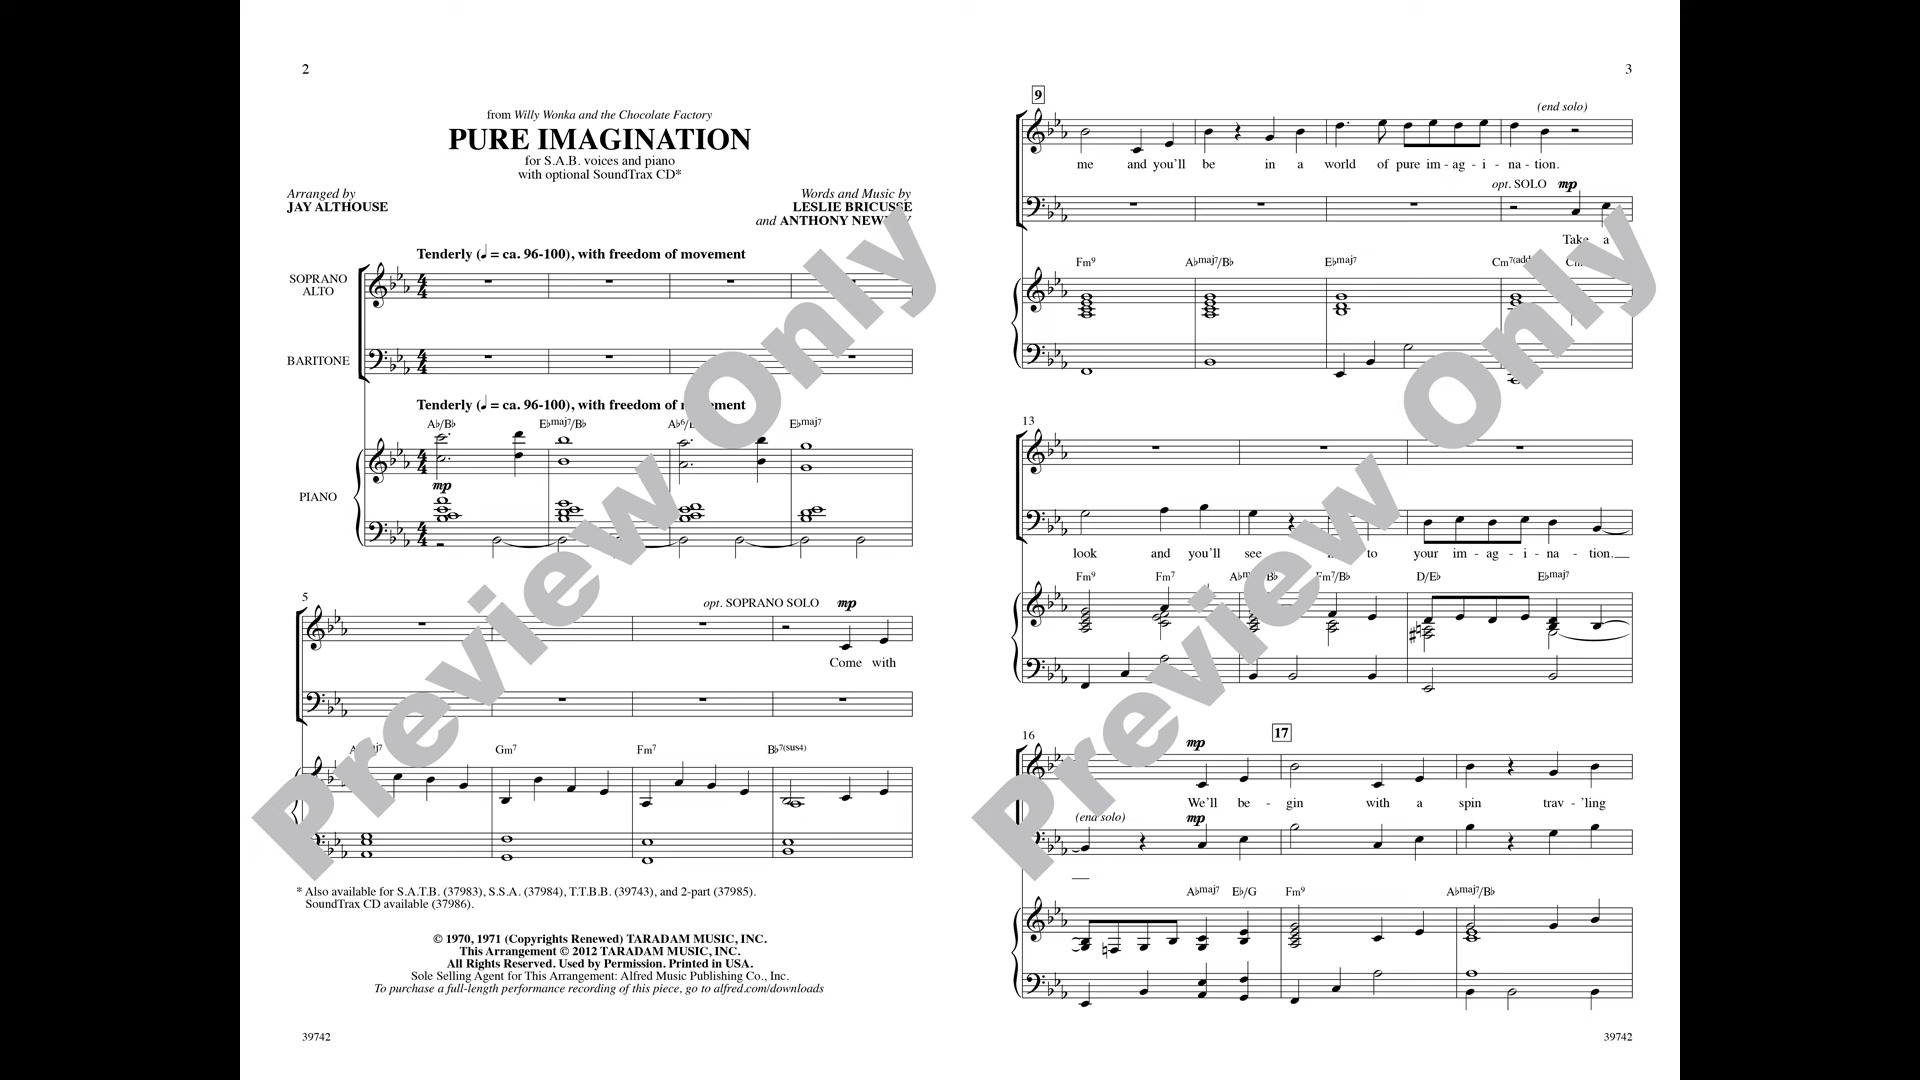 2
from Willy Wonka and the Chocolate Factory
PURE IMAGINATION
for S.A.B. voices and piano
with optional SoundTrax CD*
Arranged by
JAY ALTHOUSE
Words and Music by
LESLIE BRICUSSE
and ANTHONY
Tenderly (♩ = ca. 96-100), with freedom of movement
SOPRANO
ALTO
BARITONE
Tenderly (♩ = ca. 96-100), with freedom of
A♭/B♭ E♭maj7/B♭ E♭maj7
mp
PIANO
5
opt. SOPRANO SOLO mp
Come with
Gm7 Fm7 B♭7(sus4)
* Also available for S.A.T.B. (37983), S.S.A. (37984), T.T.B.B. (39743), and 2-part (37985).
SoundTrax CD available (37986).
© 1970, 1971 (Copyrights Renewed) TARADAM MUSIC, INC.
This Arrangement © 2012 TARADAM MUSIC, INC.
All Rights Reserved. Used by Permission. Printed in USA.
Sole Selling Agent for This Arrangement: Alfred Music Publishing Co., Inc.
To purchase a full-length performance recording of this piece, go to alfred.com/downloads
39742
Preview Only
3
9
(end solo)
me and you'll be in a world of pure im - ag - i - na - tion.
opt. SOLO mp
Take a
Fm9 A♭maj7/B♭ E♭maj7
13
look and you'll see to your im - ag - i - na - tion.
Fm9 Fm7 Fm7/B♭ D/E♭ E♭maj7
16
mp
17
We'll be - gin with a spin trav - 'ling
(end solo)
mp
A♭maj7 E♭/G Fm9 A♭maj7/B♭
39742
Preview Only